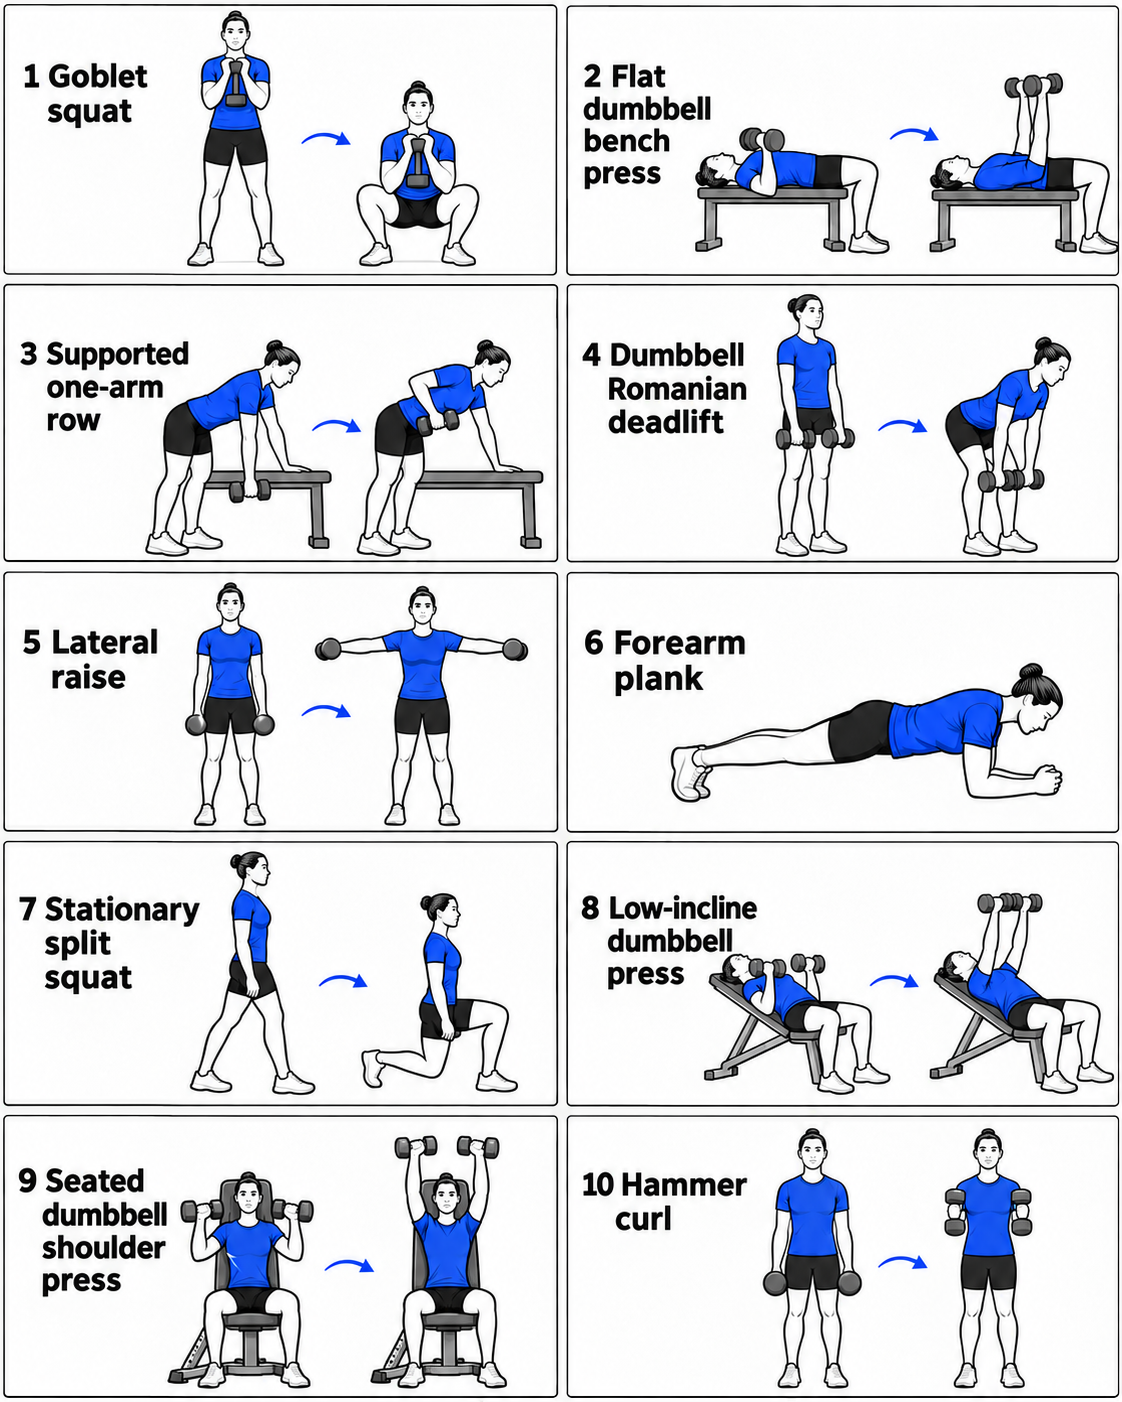 1 Goblet
squat
2 Flat
dumbbell
bench
press
3 Supported
one-arm
row
4 Dumbbell
Romanian
deadlift
5 Lateral
raise
6 Forearm
plank
7 Stationary
split
squat
8 Low-incline
dumbbell
press
9 Seated
dumbbell
shoulder
press
10 Hammer
curl